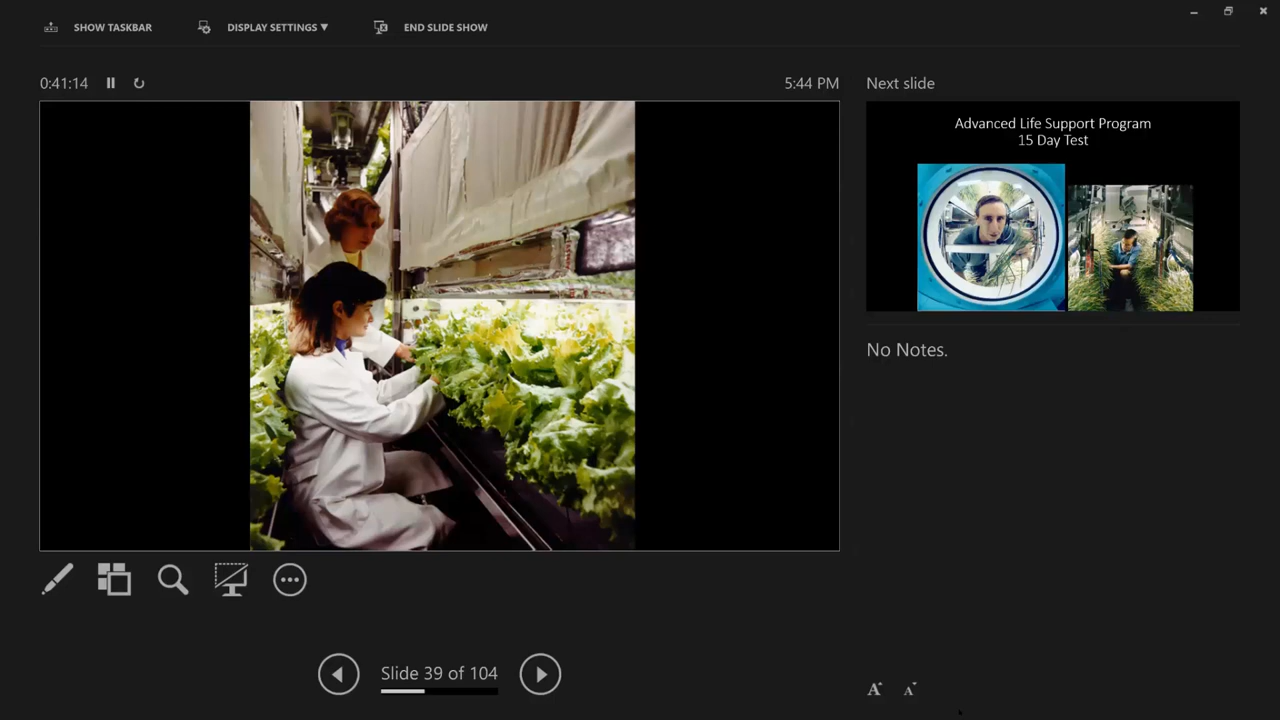 SHOW TASKBAR
DISPLAY SETTINGS ▼
END SLIDE SHOW
0:41:14
5:44 PM
Next slide
Advanced Life Support Program
15 Day Test
No Notes.
Slide 39 of 104
A A